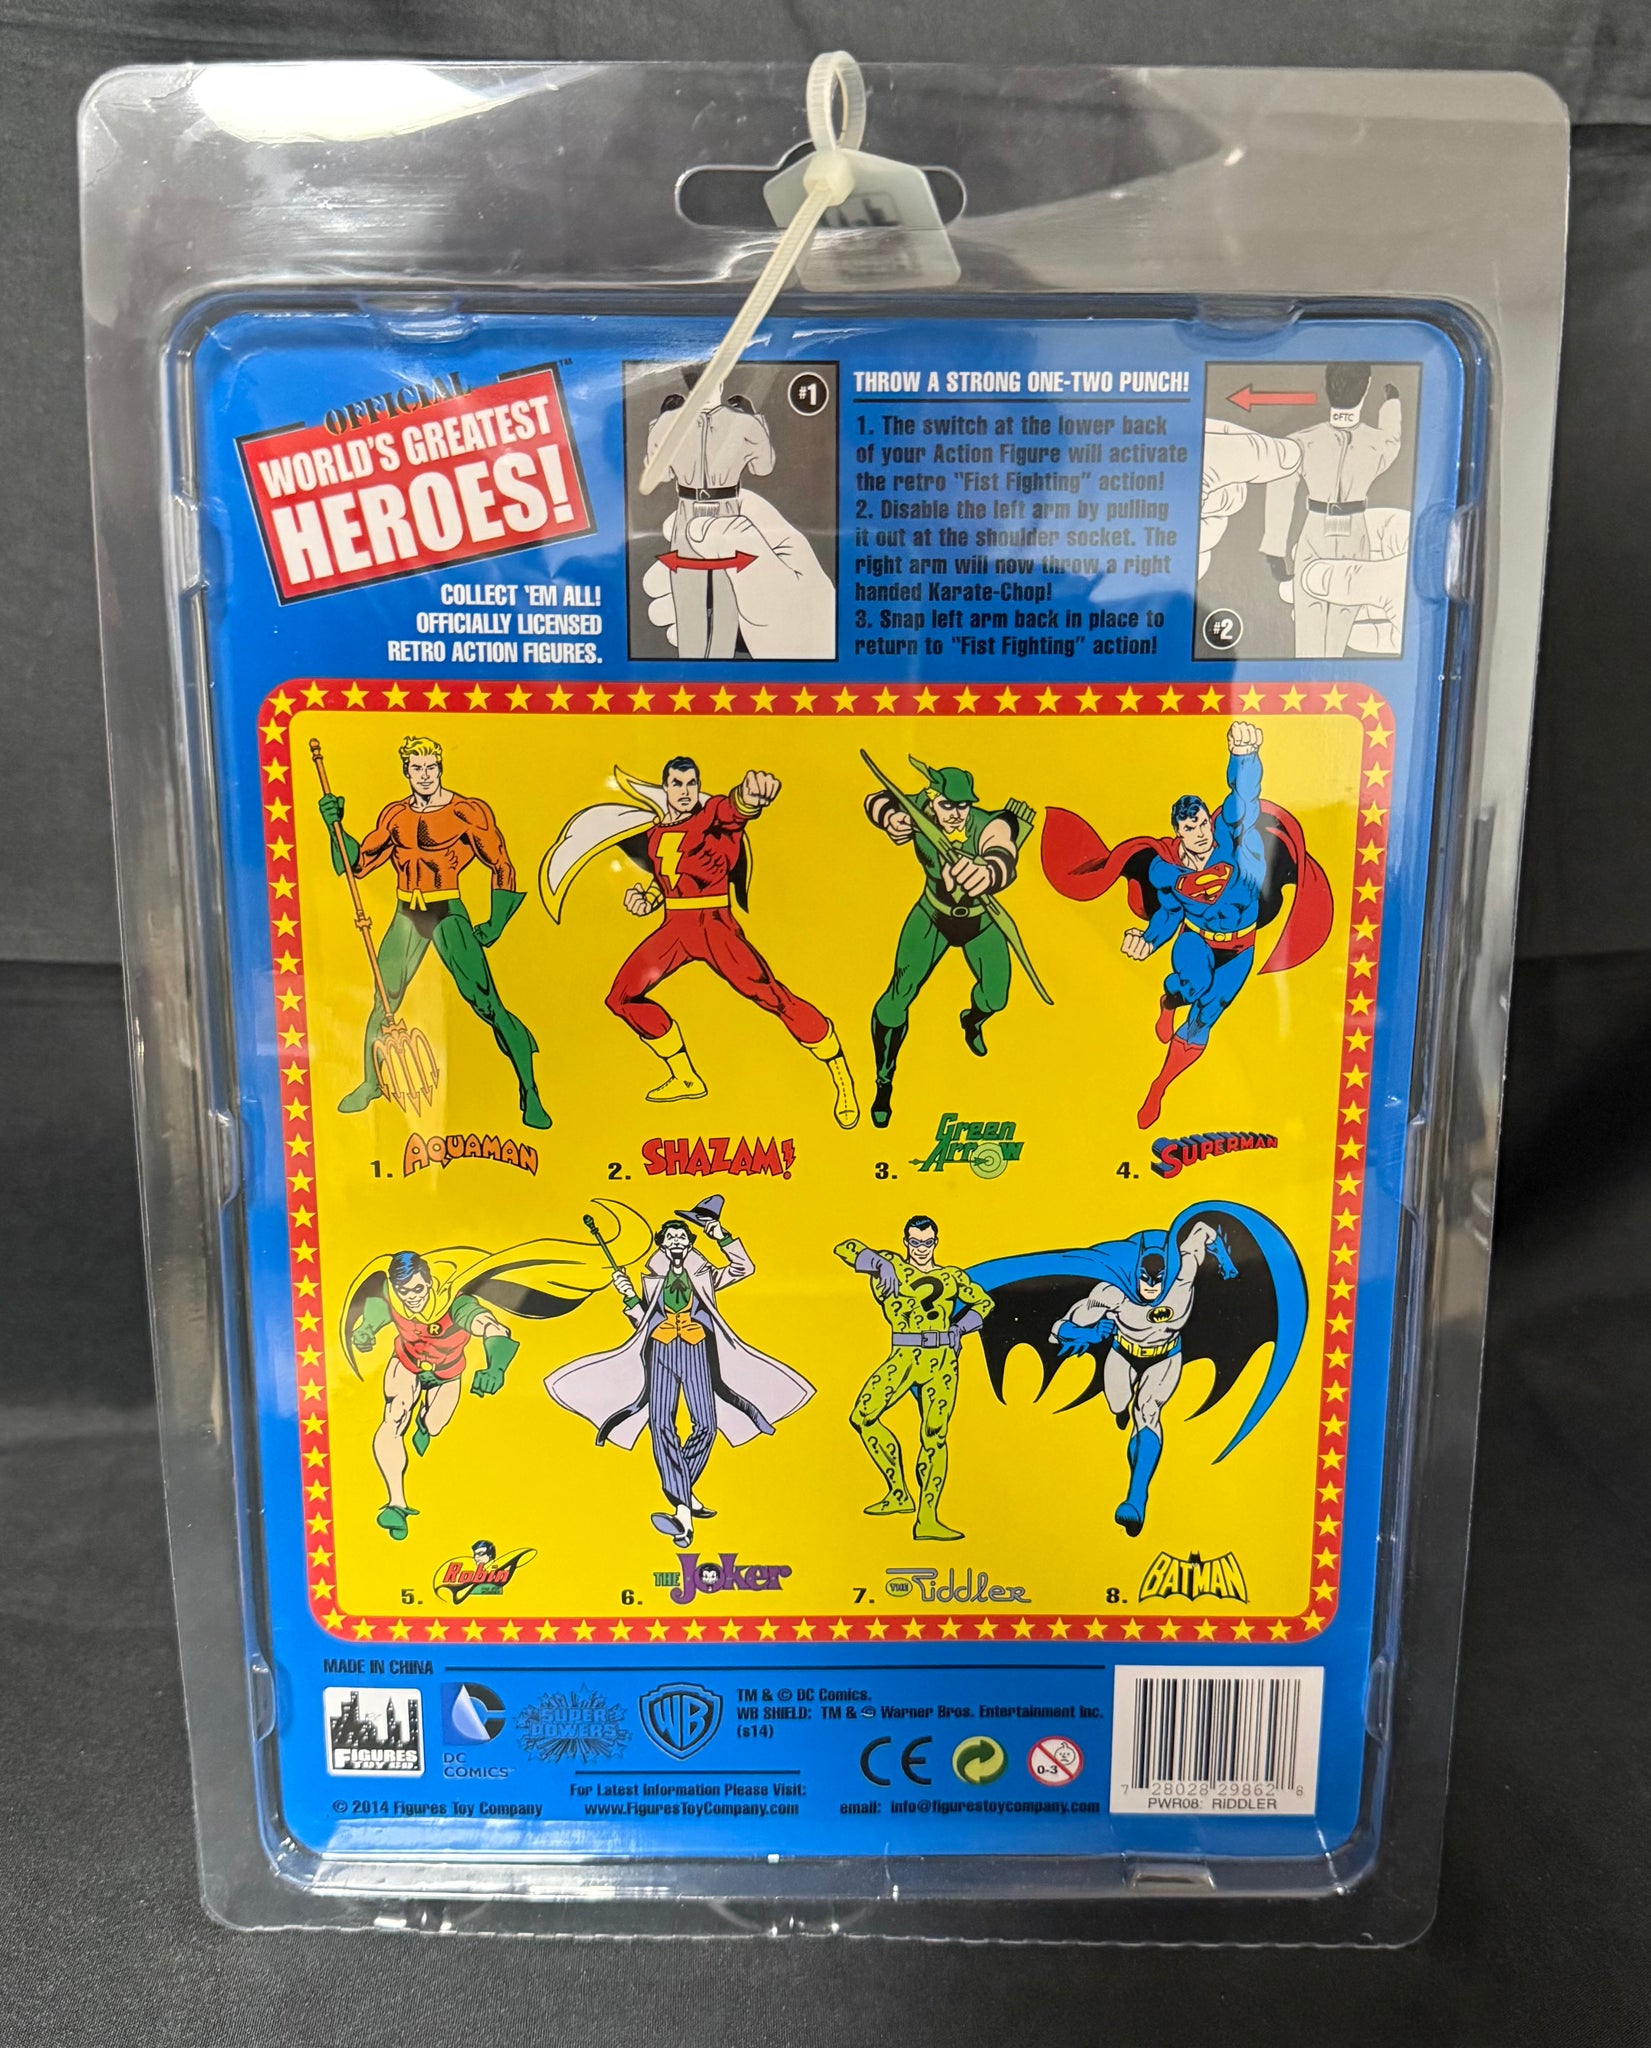 OFFICIAL
WORLD'S GREATEST
HEROES!
TM
COLLECT 'EM ALL!
OFFICIALLY LICENSED
RETRO ACTION FIGURES.
#1
THROW A STRONG ONE-TWO PUNCH!
1. The switch at the lower back
of your Action Figure will activate
the retro "Fist Fighting" action!
2. Disable the left arm by pulling
it out at the shoulder socket. The
right arm will now throw a right
handed Karate-Chop!
3. Snap left arm back in place to
return to "Fist Fighting" action!
©FTC
#2
1. AQUAMAN
2. SHAZAM!
3. Green Arrow
4. SUPERMAN
R
5. Robin
6. THE Joker
7. THE Riddler
8. BATMAN
MADE IN CHINA
FIGURES
TOY CO.
DC
COMICS™
SUPER
POWERS
WB
TM & © DC Comics.
WB SHIELD: TM & © Warner Bros. Entertainment Inc.
(s14)
CE
0-3
For Latest Information Please Visit:
© 2014 Figures Toy Company
www.FiguresToyCompany.com
email: info@figurestoycompany.com
7 28028 29862 8
PWR08: RIDDLER